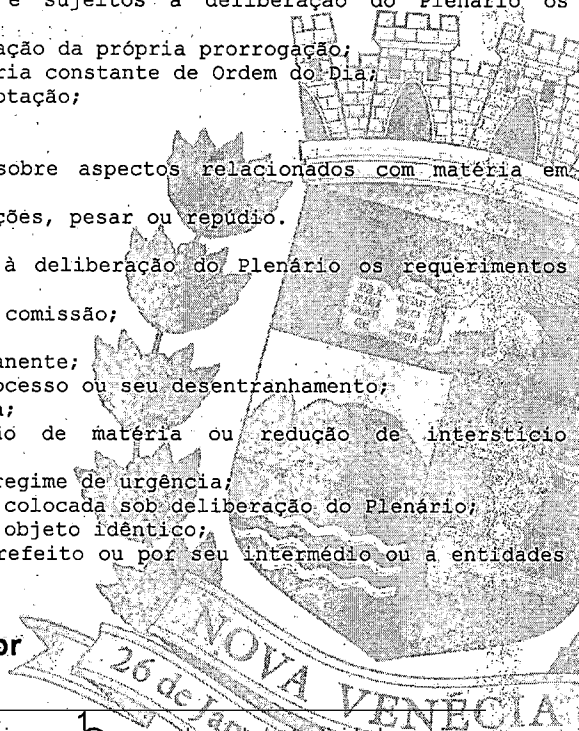 e sujeitos à deliberação do Plenário os
ação da própria prorrogação;
ria constante de Ordem do Dia;
otação;
sobre aspectos relacionados com matéria em
ções, pesar ou repúdio.
à deliberação do Plenário os requerimentos
comissão;
anente;
ocesso ou seu desentranhamento;
a;
ão de matéria ou redução de interstício
regime de urgência;
colocada sob deliberação do Plenário;
objeto idêntico;
refeito ou por seu intermédio ou a entidades
or
NOVA VENÉCIA
26 de Jan
1